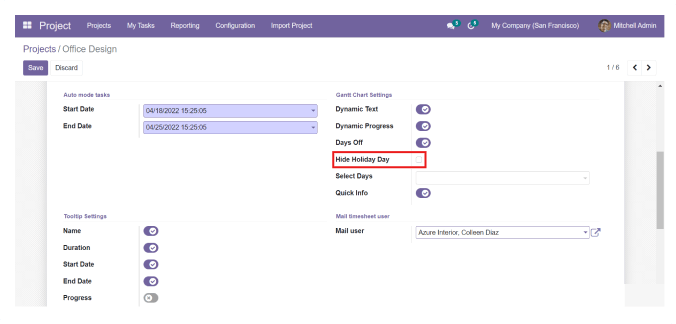 Project Projects My Tasks Reporting Configuration Import Project My Company (San Francisco) Mitchell Admin
Projects / Office Design
Save Discard 1 / 6
Auto mode tasks
Start Date 04/18/2022 15:25:05
End Date 04/25/2022 15:25:05
Gantt Chart Settings
Dynamic Text
Dynamic Progress
Days Off
Hide Holiday Day
Select Days
Quick Info
Tooltip Settings
Name
Duration
Start Date
End Date
Progress
Mail timesheet user
Mail user Azure Interior, Colleen Diaz